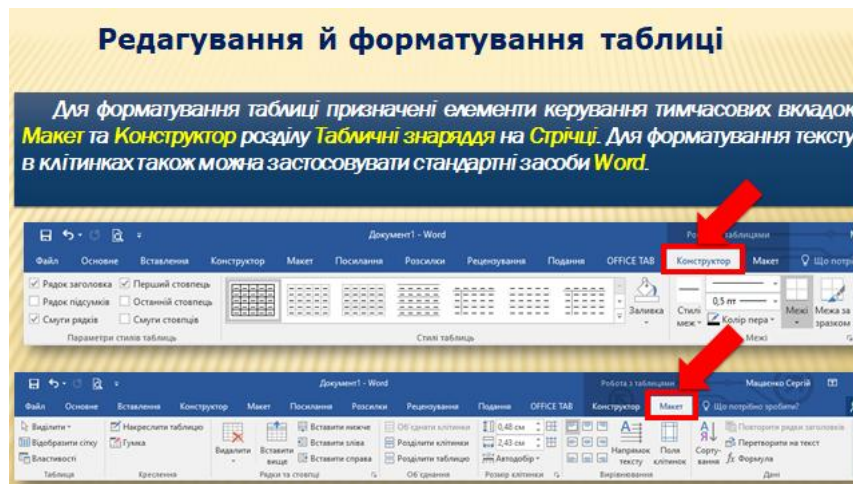 Редагування й форматування таблиці
Для форматування таблиці призначені елементи керування тимчасових вкладок
Макет та Конструктор розділу Табличні знаряддя на Стрічці. Для форматування тексту
в клітинках також можна застосовувати стандартні засоби Word.
Документ1 - Word
Файл Основне Вставлення Конструктор Макет Посилання Розсилки Рецензування Подання OFFICE TAB Конструктор Макет Що потрі
Рядок заголовка Перший стовпець
Рядок підсумків Останній стовпець
Смуги рядків Смуги стовпців
Заливка
Стилі меж
0,5 пт
Колір пера
Межі
Межа за зразком
Параметри стилів таблиць Стилі таблиць Межі
Документ1 - Word Робота з таблицями Мацаєнко Сергій
Файл Основне Вставлення Конструктор Макет Посилання Розсилки Рецензування Подання OFFICE TAB Конструктор Макет Що потрібно зробити?
Виділити
Відобразити сітку
Властивості
Накреслити таблицю
Гумка
Видалити
Вставити вище
Вставити нижче
Вставити зліва
Вставити справа
Об'єднати клітинки
Розділити клітинки
Розділити таблицю
0,48 см
2,43 см
Автодобір
Напрямок тексту
Поля клітинок
Сорту-вання
Повторити рядки заголовків
Перетворити на текст
Формула
Таблиця Креслення Рядки та стовпці Об'єднання Розмір клітинки Вирівнювання Дані